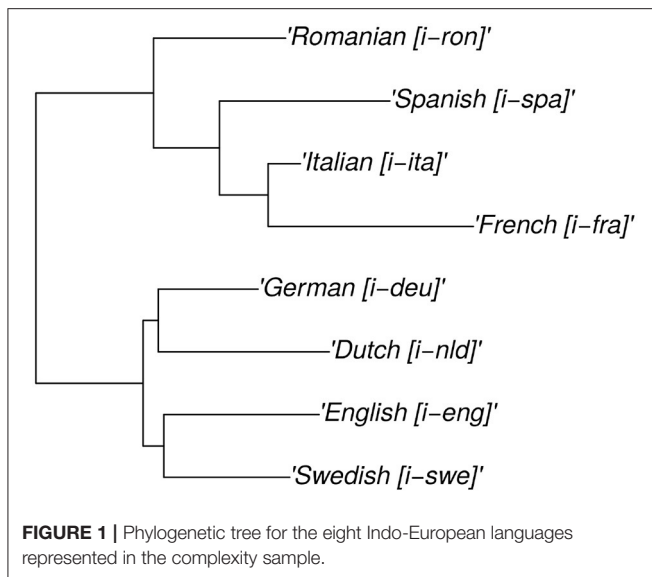 'Romanian [i−ron]'
'Spanish [i−spa]'
'Italian [i−ita]'
'French [i−fra]'
'German [i−deu]'
'Dutch [i−nld]'
'English [i−eng]'
'Swedish [i−swe]'
FIGURE 1 | Phylogenetic tree for the eight Indo-European languages
represented in the complexity sample.